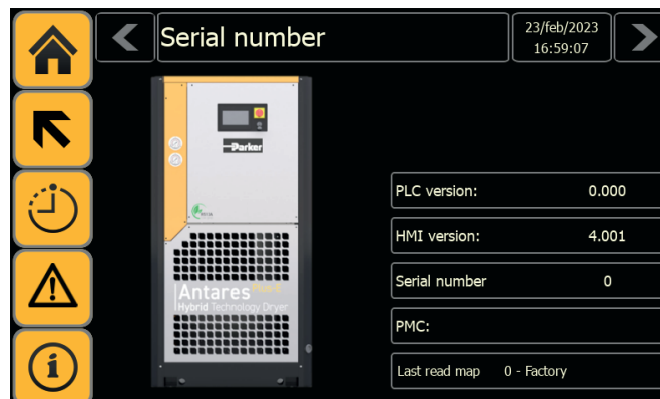 Serial number
23/feb/2023
16:59:07
Parker
PLC version: 0.000
HMI version: 4.001
Serial number 0
Antares Plus-E
Hybrid Technology Dryer
PMC:
Last read map 0 - Factory